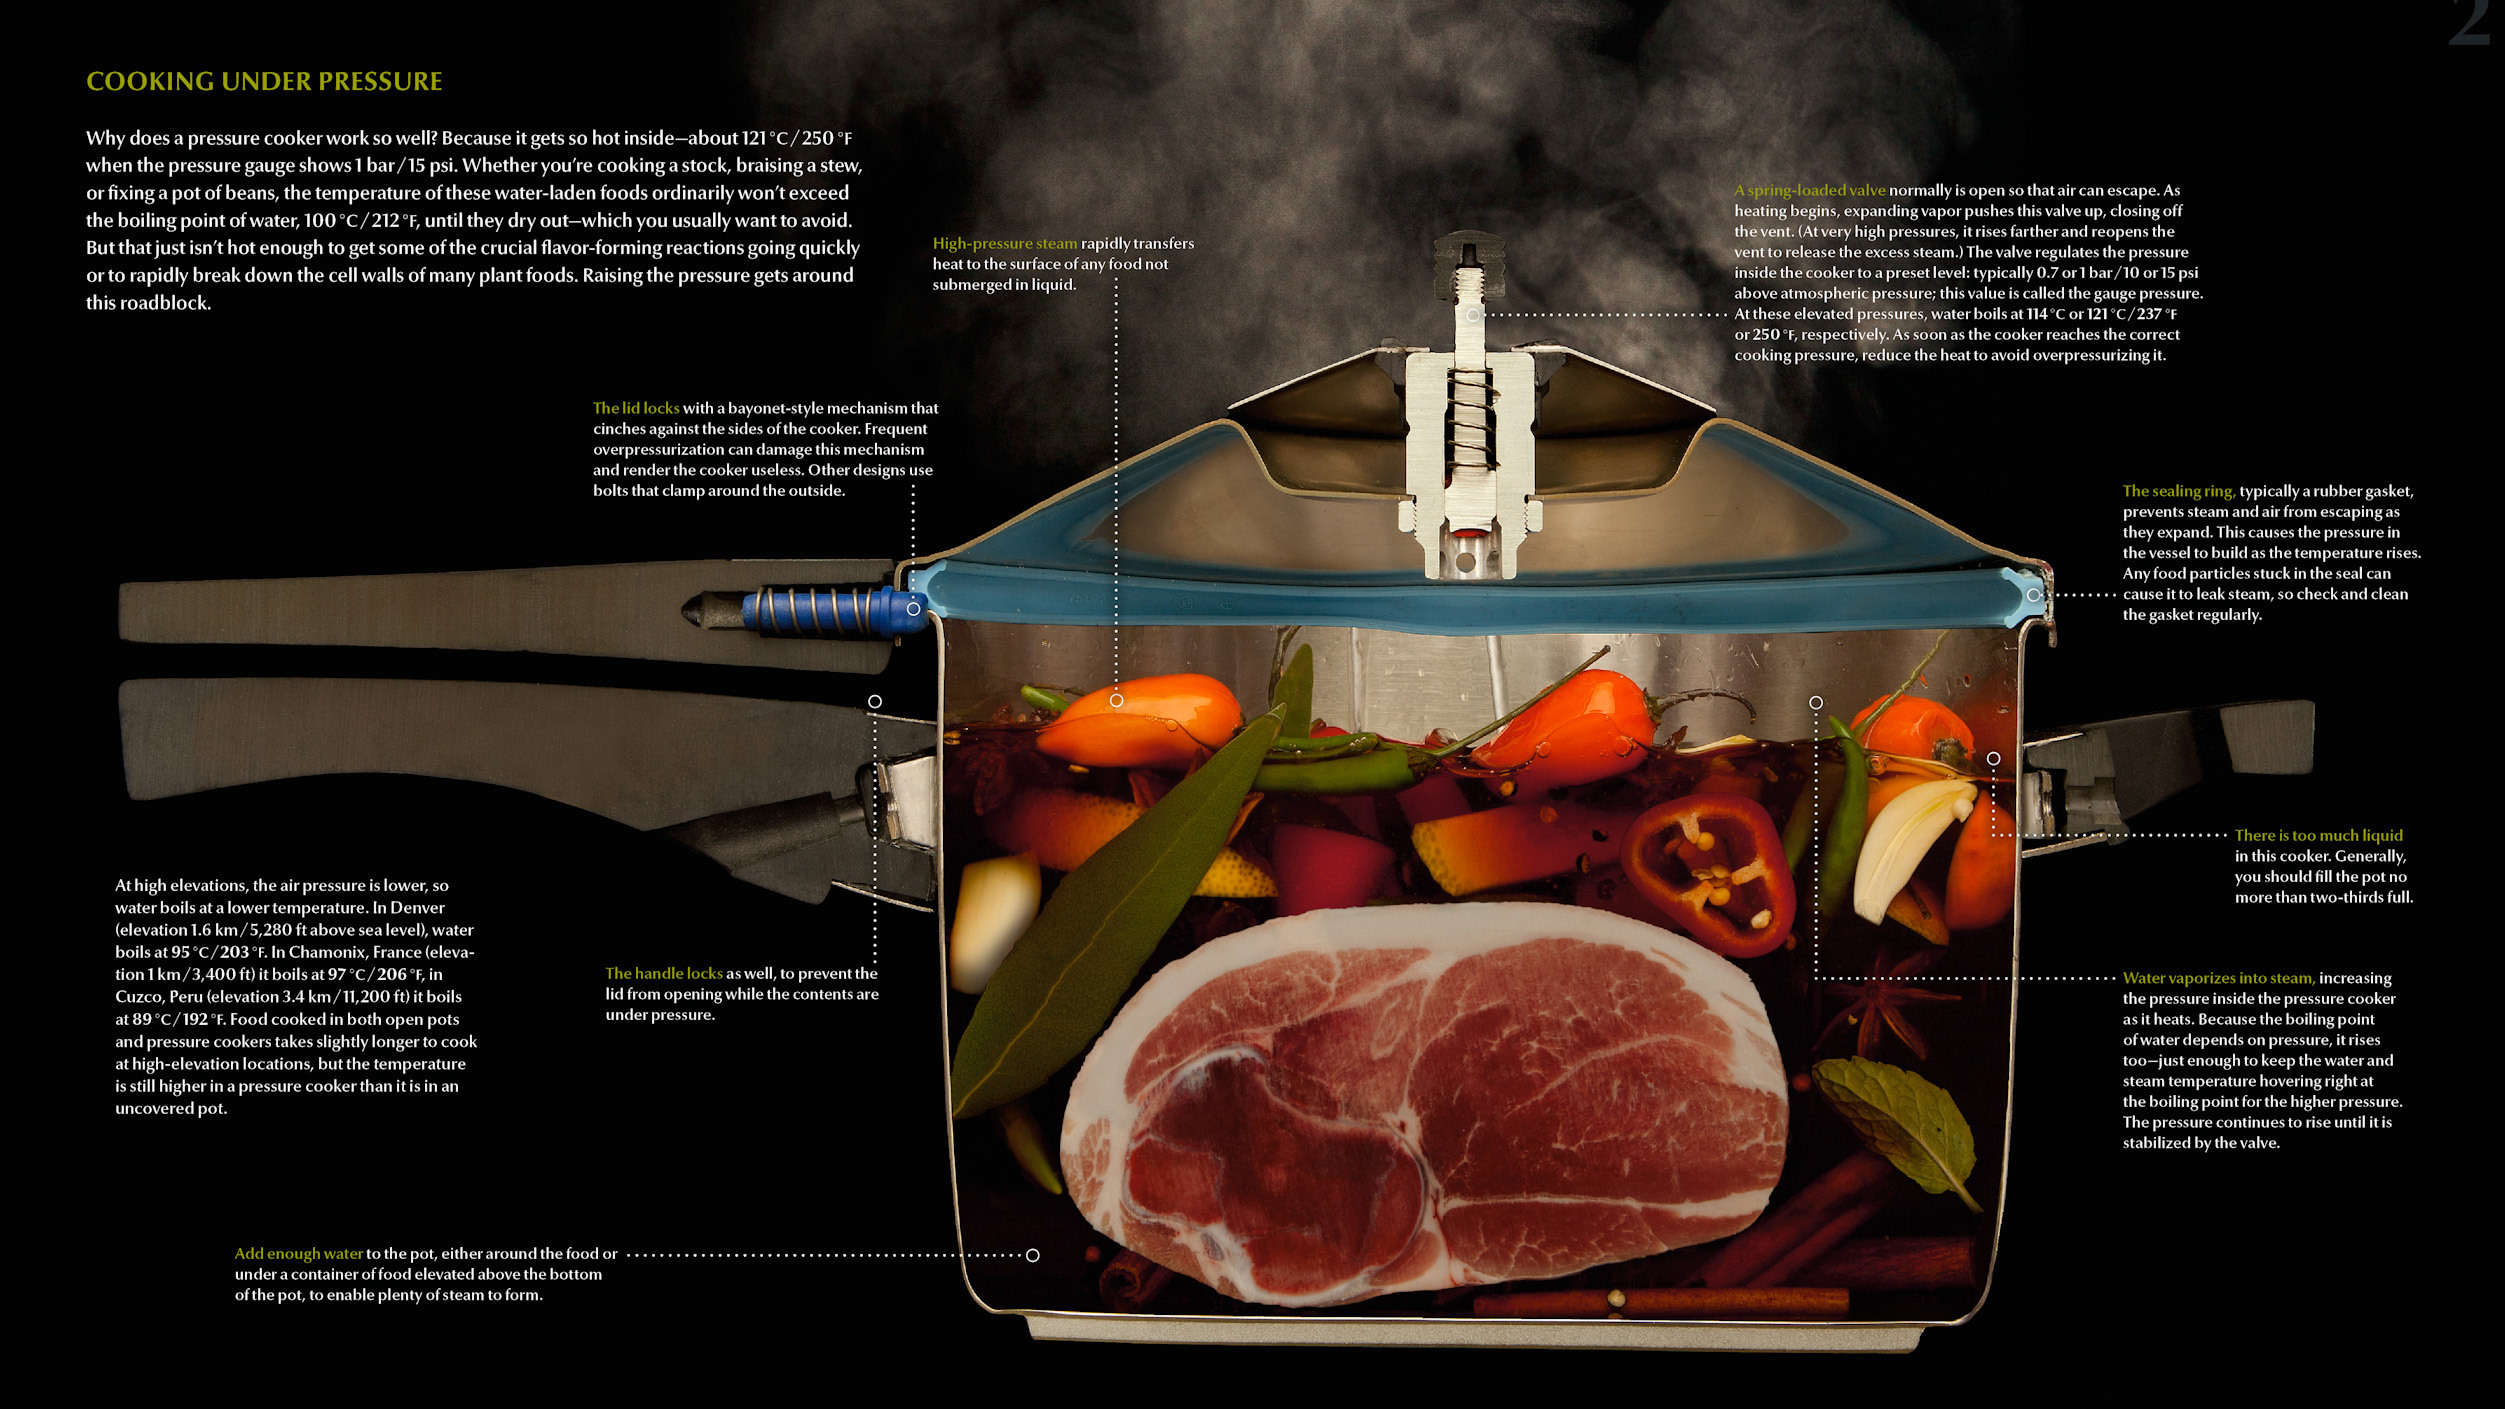 2
COOKING UNDER PRESSURE
Why does a pressure cooker work so well? Because it gets so hot inside—about 121 °C / 250 °F
when the pressure gauge shows 1 bar / 15 psi. Whether you’re cooking a stock, braising a stew,
or fixing a pot of beans, the temperature of these water-laden foods ordinarily won’t exceed
the boiling point of water, 100 °C / 212 °F, until they dry out—which you usually want to avoid.
But that just isn’t hot enough to get some of the crucial flavor-forming reactions going quickly
or to rapidly break down the cell walls of many plant foods. Raising the pressure gets around
this roadblock.
High-pressure steam rapidly transfers
heat to the surface of any food not
submerged in liquid.
A spring-loaded valve normally is open so that air can escape. As
heating begins, expanding vapor pushes this valve up, closing off
the vent. (At very high pressures, it rises farther and reopens the
vent to release the excess steam.) The valve regulates the pressure
inside the cooker to a preset level: typically 0.7 or 1 bar / 10 or 15 psi
above atmospheric pressure; this value is called the gauge pressure.
At these elevated pressures, water boils at 114 °C or 121 °C / 237 °F
or 250 °F, respectively. As soon as the cooker reaches the correct
cooking pressure, reduce the heat to avoid overpressurizing it.
The lid locks with a bayonet-style mechanism that
cinches against the sides of the cooker. Frequent
overpressurization can damage this mechanism
and render the cooker useless. Other designs use
bolts that clamp around the outside.
The sealing ring, typically a rubber gasket,
prevents steam and air from escaping as
they expand. This causes the pressure in
the vessel to build as the temperature rises.
Any food particles stuck in the seal can
cause it to leak steam, so check and clean
the gasket regularly.
There is too much liquid
in this cooker. Generally,
you should fill the pot no
more than two-thirds full.
At high elevations, the air pressure is lower, so
water boils at a lower temperature. In Denver
(elevation 1.6 km / 5,280 ft above sea level), water
boils at 95 °C / 203 °F. In Chamonix, France (eleva-
tion 1 km / 3,400 ft) it boils at 97 °C / 206 °F, in
Cuzco, Peru (elevation 3.4 km / 11,200 ft) it boils
at 89 °C / 192 °F. Food cooked in both open pots
and pressure cookers takes slightly longer to cook
at high-elevation locations, but the temperature
is still higher in a pressure cooker than it is in an
uncovered pot.
The handle locks as well, to prevent the
lid from opening while the contents are
under pressure.
Water vaporizes into steam, increasing
the pressure inside the pressure cooker
as it heats. Because the boiling point
of water depends on pressure, it rises
too—just enough to keep the water and
steam temperature hovering right at
the boiling point for the higher pressure.
The pressure continues to rise until it is
stabilized by the valve.
Add enough water to the pot, either around the food or
under a container of food elevated above the bottom
of the pot, to enable plenty of steam to form.